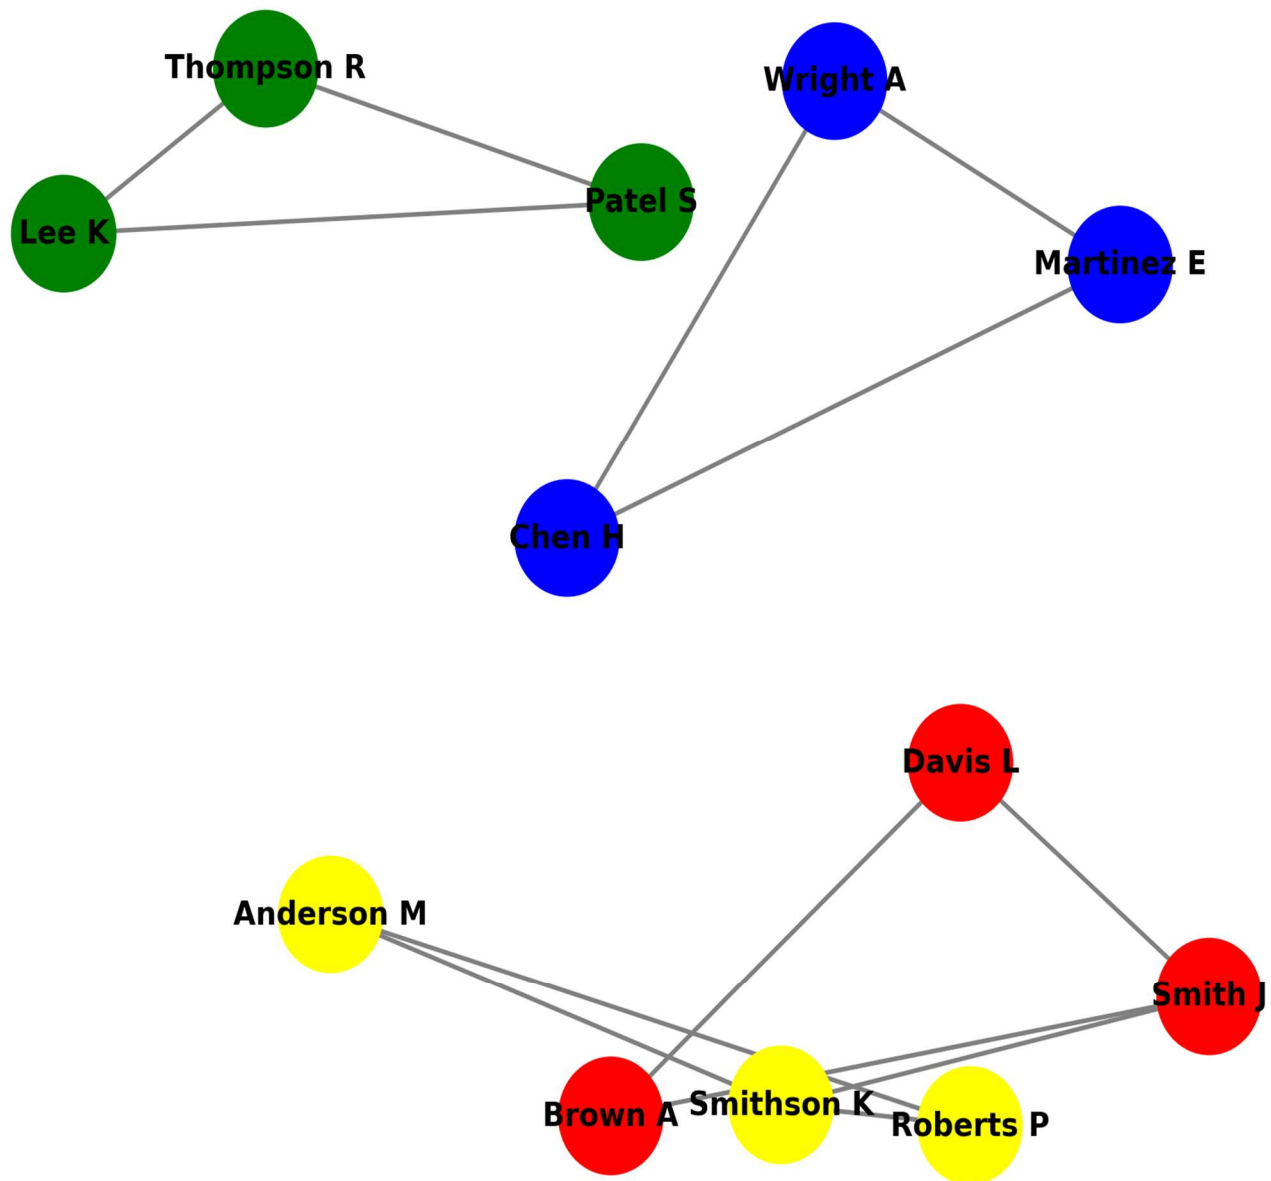 Thompson R
Wright A
Patel S
Lee K
Martinez E
Chen H
Davis L
Anderson M
Smith J
Smithson K
Brown A
Roberts P